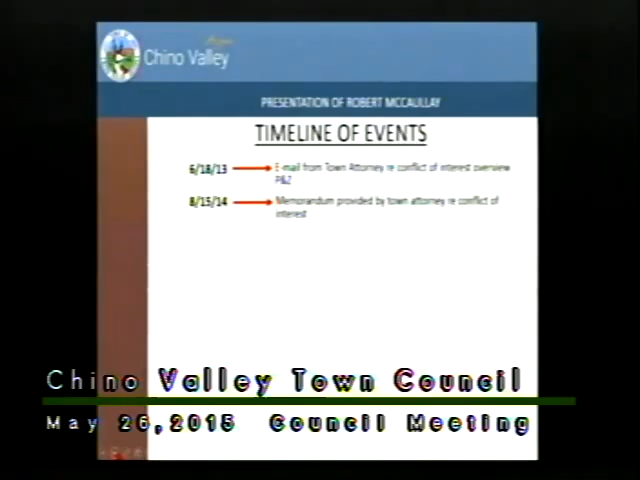 Chino Valley
PRESENTATION OF ROBERT MCCAULLAY
TIMELINE OF EVENTS
6/18/13 E-mail from Town Attorney re conflict of interest overview
P&Z
8/15/14 Memorandum provided by town attorney re conflict of
interest
Chino Valley Town Council
May 26,2015 Council Meeting